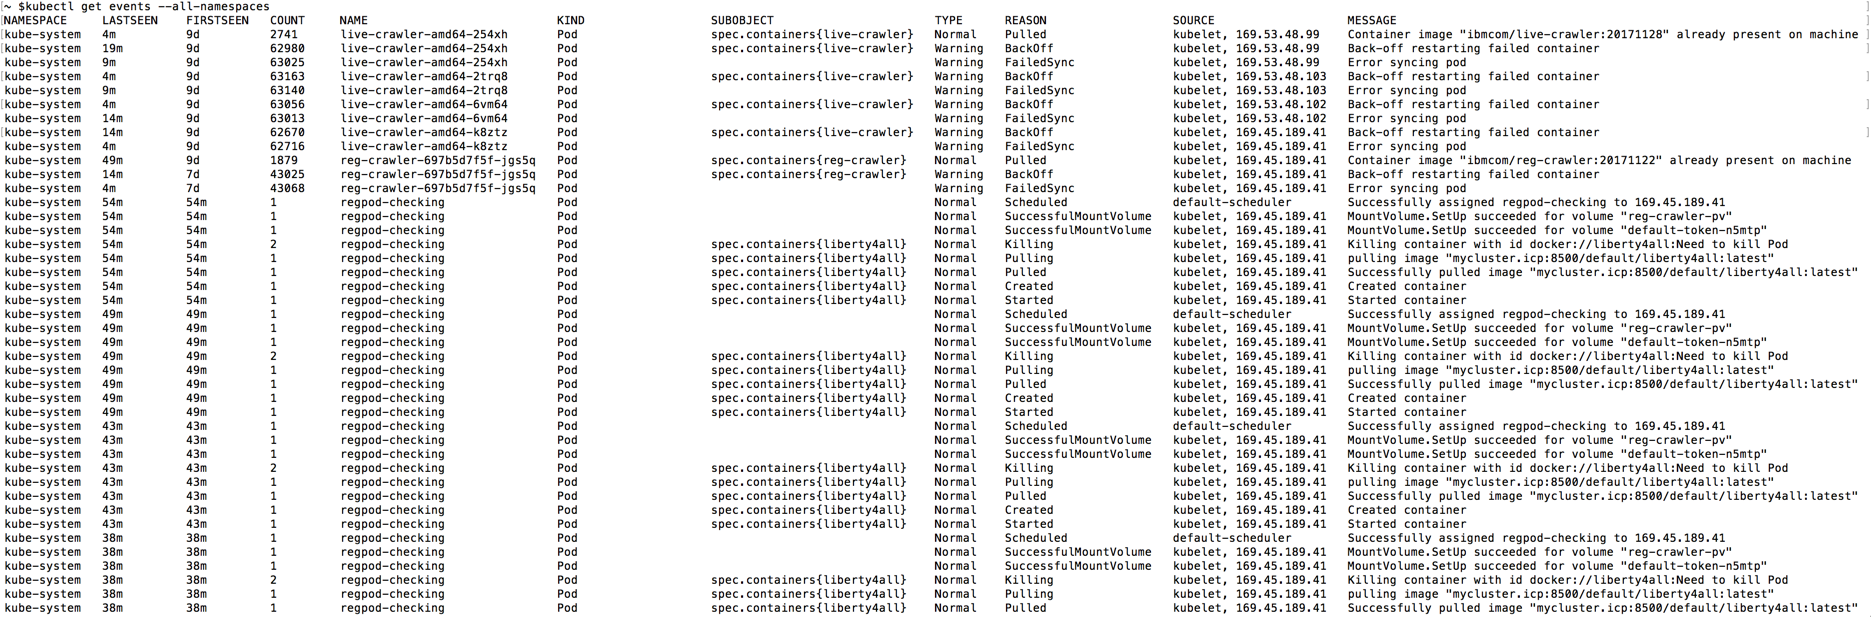 ~ $kubectl get events --all-namespaces
NAMESPACE LASTSEEN FIRSTSEEN COUNT NAME KIND SUBOBJECT TYPE REASON SOURCE MESSAGE
kube-system 4m 9d 2741 live-crawler-amd64-254xh Pod spec.containers{live-crawler} Normal Pulled kubelet, 169.53.48.99 Container image "ibmcom/live-crawler:20171128" already present on machine
kube-system 19m 9d 62980 live-crawler-amd64-254xh Pod spec.containers{live-crawler} Warning BackOff kubelet, 169.53.48.99 Back-off restarting failed container
kube-system 9m 9d 63025 live-crawler-amd64-254xh Pod Warning FailedSync kubelet, 169.53.48.99 Error syncing pod
kube-system 4m 9d 63163 live-crawler-amd64-2trq8 Pod spec.containers{live-crawler} Warning BackOff kubelet, 169.53.48.103 Back-off restarting failed container
kube-system 9m 9d 63140 live-crawler-amd64-2trq8 Pod Warning FailedSync kubelet, 169.53.48.103 Error syncing pod
kube-system 4m 9d 63056 live-crawler-amd64-6vm64 Pod spec.containers{live-crawler} Warning BackOff kubelet, 169.53.48.102 Back-off restarting failed container
kube-system 14m 9d 63013 live-crawler-amd64-6vm64 Pod Warning FailedSync kubelet, 169.53.48.102 Error syncing pod
kube-system 14m 9d 62670 live-crawler-amd64-k8ztz Pod spec.containers{live-crawler} Warning BackOff kubelet, 169.45.189.41 Back-off restarting failed container
kube-system 4m 9d 62716 live-crawler-amd64-k8ztz Pod Warning FailedSync kubelet, 169.45.189.41 Error syncing pod
kube-system 49m 9d 1879 reg-crawler-697b5d7f5f-jgs5q Pod spec.containers{reg-crawler} Normal Pulled kubelet, 169.45.189.41 Container image "ibmcom/reg-crawler:20171122" already present on machine
kube-system 14m 7d 43025 reg-crawler-697b5d7f5f-jgs5q Pod spec.containers{reg-crawler} Warning BackOff kubelet, 169.45.189.41 Back-off restarting failed container
kube-system 4m 7d 43068 reg-crawler-697b5d7f5f-jgs5q Pod Warning FailedSync kubelet, 169.45.189.41 Error syncing pod
kube-system 54m 54m 1 regpod-checking Pod Normal Scheduled default-scheduler Successfully assigned regpod-checking to 169.45.189.41
kube-system 54m 54m 1 regpod-checking Pod Normal SuccessfulMountVolume kubelet, 169.45.189.41 MountVolume.SetUp succeeded for volume "reg-crawler-pv"
kube-system 54m 54m 1 regpod-checking Pod Normal SuccessfulMountVolume kubelet, 169.45.189.41 MountVolume.SetUp succeeded for volume "default-token-n5mtp"
kube-system 54m 54m 2 regpod-checking Pod spec.containers{liberty4all} Normal Killing kubelet, 169.45.189.41 Killing container with id docker://liberty4all:Need to kill Pod
kube-system 54m 54m 1 regpod-checking Pod spec.containers{liberty4all} Normal Pulling kubelet, 169.45.189.41 pulling image "mycluster.icp:8500/default/liberty4all:latest"
kube-system 54m 54m 1 regpod-checking Pod spec.containers{liberty4all} Normal Pulled kubelet, 169.45.189.41 Successfully pulled image "mycluster.icp:8500/default/liberty4all:latest"
kube-system 54m 54m 1 regpod-checking Pod spec.containers{liberty4all} Normal Created kubelet, 169.45.189.41 Created container
kube-system 54m 54m 1 regpod-checking Pod spec.containers{liberty4all} Normal Started kubelet, 169.45.189.41 Started container
kube-system 49m 49m 1 regpod-checking Pod Normal Scheduled default-scheduler Successfully assigned regpod-checking to 169.45.189.41
kube-system 49m 49m 1 regpod-checking Pod Normal SuccessfulMountVolume kubelet, 169.45.189.41 MountVolume.SetUp succeeded for volume "reg-crawler-pv"
kube-system 49m 49m 1 regpod-checking Pod Normal SuccessfulMountVolume kubelet, 169.45.189.41 MountVolume.SetUp succeeded for volume "default-token-n5mtp"
kube-system 49m 49m 2 regpod-checking Pod spec.containers{liberty4all} Normal Killing kubelet, 169.45.189.41 Killing container with id docker://liberty4all:Need to kill Pod
kube-system 49m 49m 1 regpod-checking Pod spec.containers{liberty4all} Normal Pulling kubelet, 169.45.189.41 pulling image "mycluster.icp:8500/default/liberty4all:latest"
kube-system 49m 49m 1 regpod-checking Pod spec.containers{liberty4all} Normal Pulled kubelet, 169.45.189.41 Successfully pulled image "mycluster.icp:8500/default/liberty4all:latest"
kube-system 49m 49m 1 regpod-checking Pod spec.containers{liberty4all} Normal Created kubelet, 169.45.189.41 Created container
kube-system 49m 49m 1 regpod-checking Pod spec.containers{liberty4all} Normal Started kubelet, 169.45.189.41 Started container
kube-system 43m 43m 1 regpod-checking Pod Normal Scheduled default-scheduler Successfully assigned regpod-checking to 169.45.189.41
kube-system 43m 43m 1 regpod-checking Pod Normal SuccessfulMountVolume kubelet, 169.45.189.41 MountVolume.SetUp succeeded for volume "reg-crawler-pv"
kube-system 43m 43m 1 regpod-checking Pod Normal SuccessfulMountVolume kubelet, 169.45.189.41 MountVolume.SetUp succeeded for volume "default-token-n5mtp"
kube-system 43m 43m 2 regpod-checking Pod spec.containers{liberty4all} Normal Killing kubelet, 169.45.189.41 Killing container with id docker://liberty4all:Need to kill Pod
kube-system 43m 43m 1 regpod-checking Pod spec.containers{liberty4all} Normal Pulling kubelet, 169.45.189.41 pulling image "mycluster.icp:8500/default/liberty4all:latest"
kube-system 43m 43m 1 regpod-checking Pod spec.containers{liberty4all} Normal Pulled kubelet, 169.45.189.41 Successfully pulled image "mycluster.icp:8500/default/liberty4all:latest"
kube-system 43m 43m 1 regpod-checking Pod spec.containers{liberty4all} Normal Created kubelet, 169.45.189.41 Created container
kube-system 43m 43m 1 regpod-checking Pod spec.containers{liberty4all} Normal Started kubelet, 169.45.189.41 Started container
kube-system 38m 38m 1 regpod-checking Pod Normal Scheduled default-scheduler Successfully assigned regpod-checking to 169.45.189.41
kube-system 38m 38m 1 regpod-checking Pod Normal SuccessfulMountVolume kubelet, 169.45.189.41 MountVolume.SetUp succeeded for volume "reg-crawler-pv"
kube-system 38m 38m 1 regpod-checking Pod Normal SuccessfulMountVolume kubelet, 169.45.189.41 MountVolume.SetUp succeeded for volume "default-token-n5mtp"
kube-system 38m 38m 2 regpod-checking Pod spec.containers{liberty4all} Normal Killing kubelet, 169.45.189.41 Killing container with id docker://liberty4all:Need to kill Pod
kube-system 38m 38m 1 regpod-checking Pod spec.containers{liberty4all} Normal Pulling kubelet, 169.45.189.41 pulling image "mycluster.icp:8500/default/liberty4all:latest"
kube-system 38m 38m 1 regpod-checking Pod spec.containers{liberty4all} Normal Pulled kubelet, 169.45.189.41 Successfully pulled image "mycluster.icp:8500/default/liberty4all:latest"